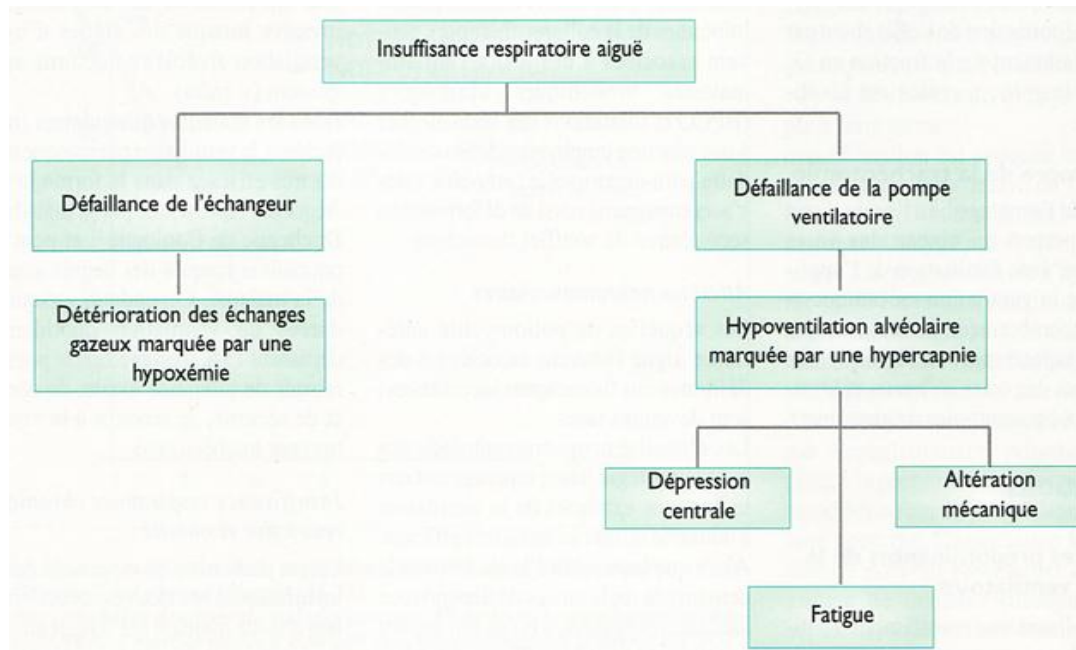 Insuffisance respiratoire aiguë
Défaillance de l'échangeur
Défaillance de la pompe
ventilatoire
Détérioration des échanges
gazeux marquée par une
hypoxémie
Hypoventilation alvéolaire
marquée par une hypercapnie
Dépression
centrale
Altération
mécanique
Fatigue